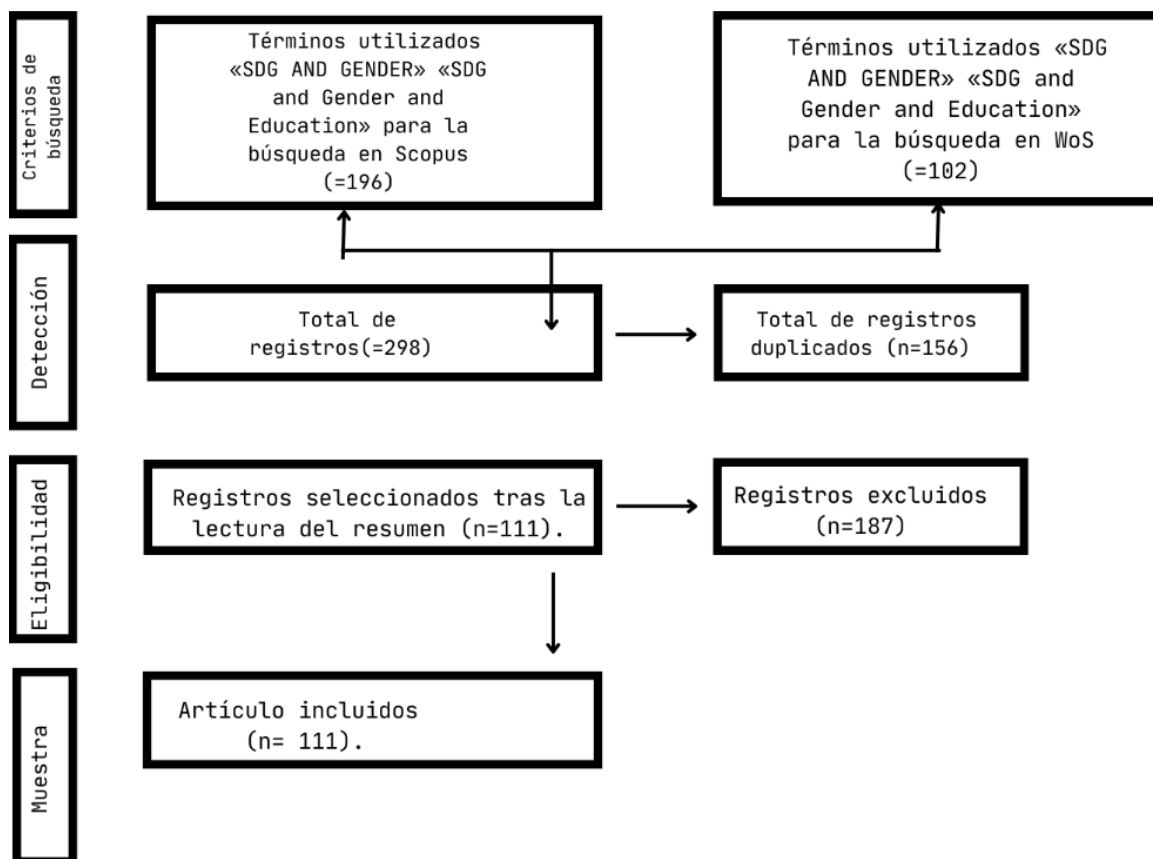 Criterios de
búsqueda
Términos utilizados
«SDG AND GENDER» «SDG
and Gender and
Education» para la
búsqueda en Scopus
(=196)
Términos utilizados «SDG
AND GENDER» «SDG and
Gender and Education»
para la búsqueda en WoS
(=102)
Detección
Total de
registros(=298)
Total de registros
duplicados (n=156)
Eligibilidad
Registros seleccionados tras la
lectura del resumen (n=111).
Registros excluidos
(n=187)
Muestra
Artículo incluidos
(n= 111).